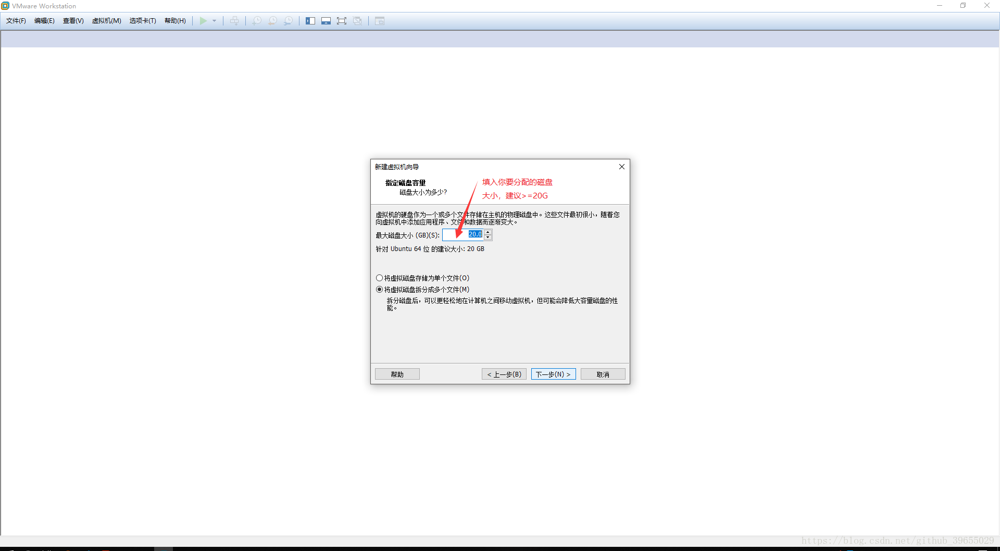 VMware Workstation
文件(F) 编辑(E) 查看(V) 虚拟机(M) 选项卡(T) 帮助(H)
新建虚拟机向导
指定磁盘容量
磁盘大小为多少?
填入你要分配的磁盘
大小，建议>=20G
虚拟机的硬盘作为一个或多个文件存储在主机的物理磁盘中。这些文件最初很小，随着您
向虚拟机中添加应用程序、文件和数据而逐渐变大。
最大磁盘大小 (GB)(S): 20.0
针对 Ubuntu 64 位 的建议大小: 20 GB
将虚拟磁盘存储为单个文件(O)
将虚拟磁盘拆分成多个文件(M)
拆分磁盘后，可以更轻松地在计算机之间移动虚拟机，但可能会降低大容量磁盘的性
能。
帮助 < 上一步(B) 下一步(N) > 取消
https://blog.csdn.net/github_39655029